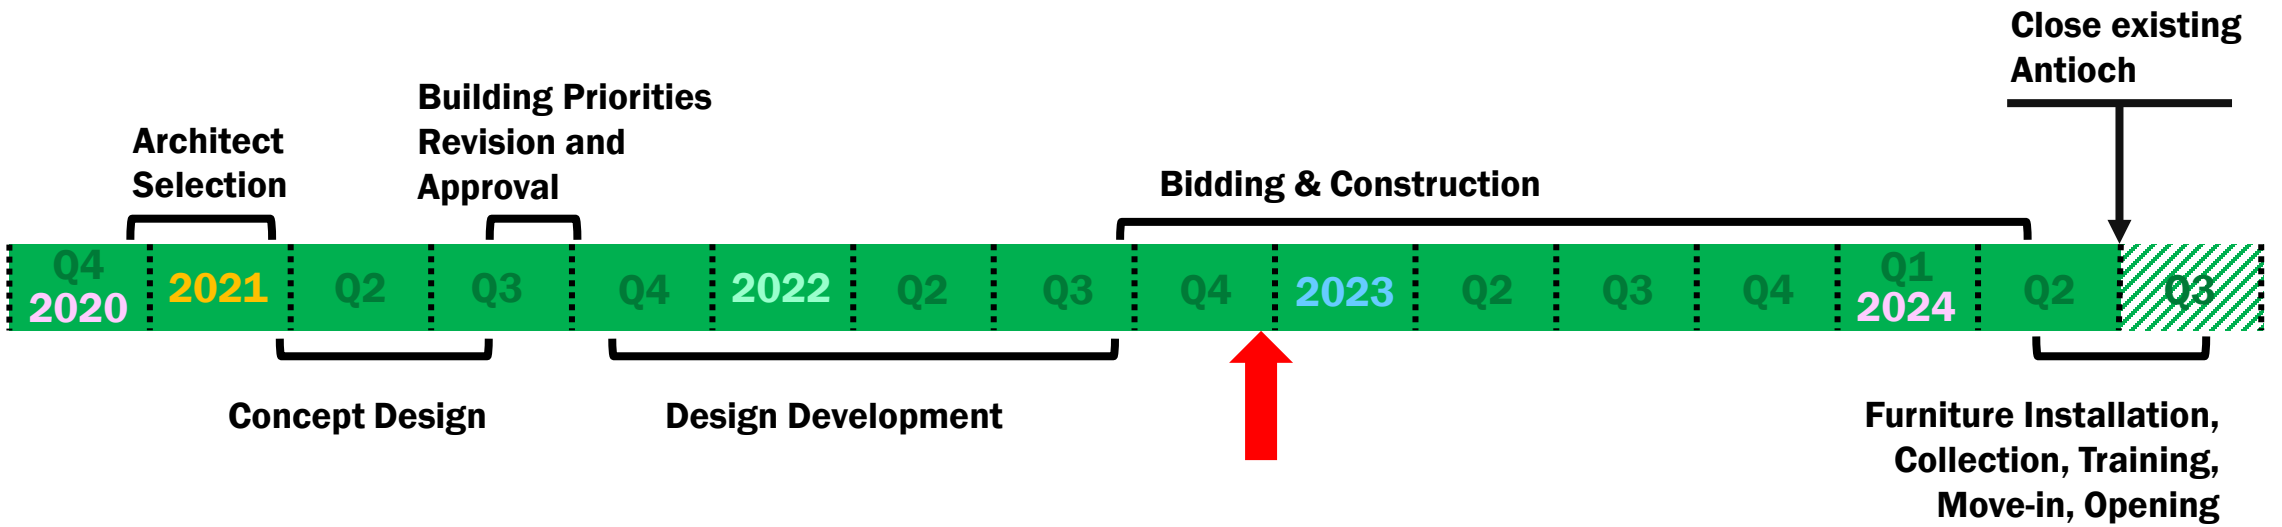 Close existing
Antioch
Building Priorities
Revision and
Approval
Architect
Selection
Bidding & Construction
Q4
2020
2021
Q2
Q3
Q4
2022
Q2
Q3
Q4
2023
Q2
Q3
Q4
Q1
2024
Q2
Q3
Concept Design
Design Development
Furniture Installation,
Collection, Training,
Move-in, Opening